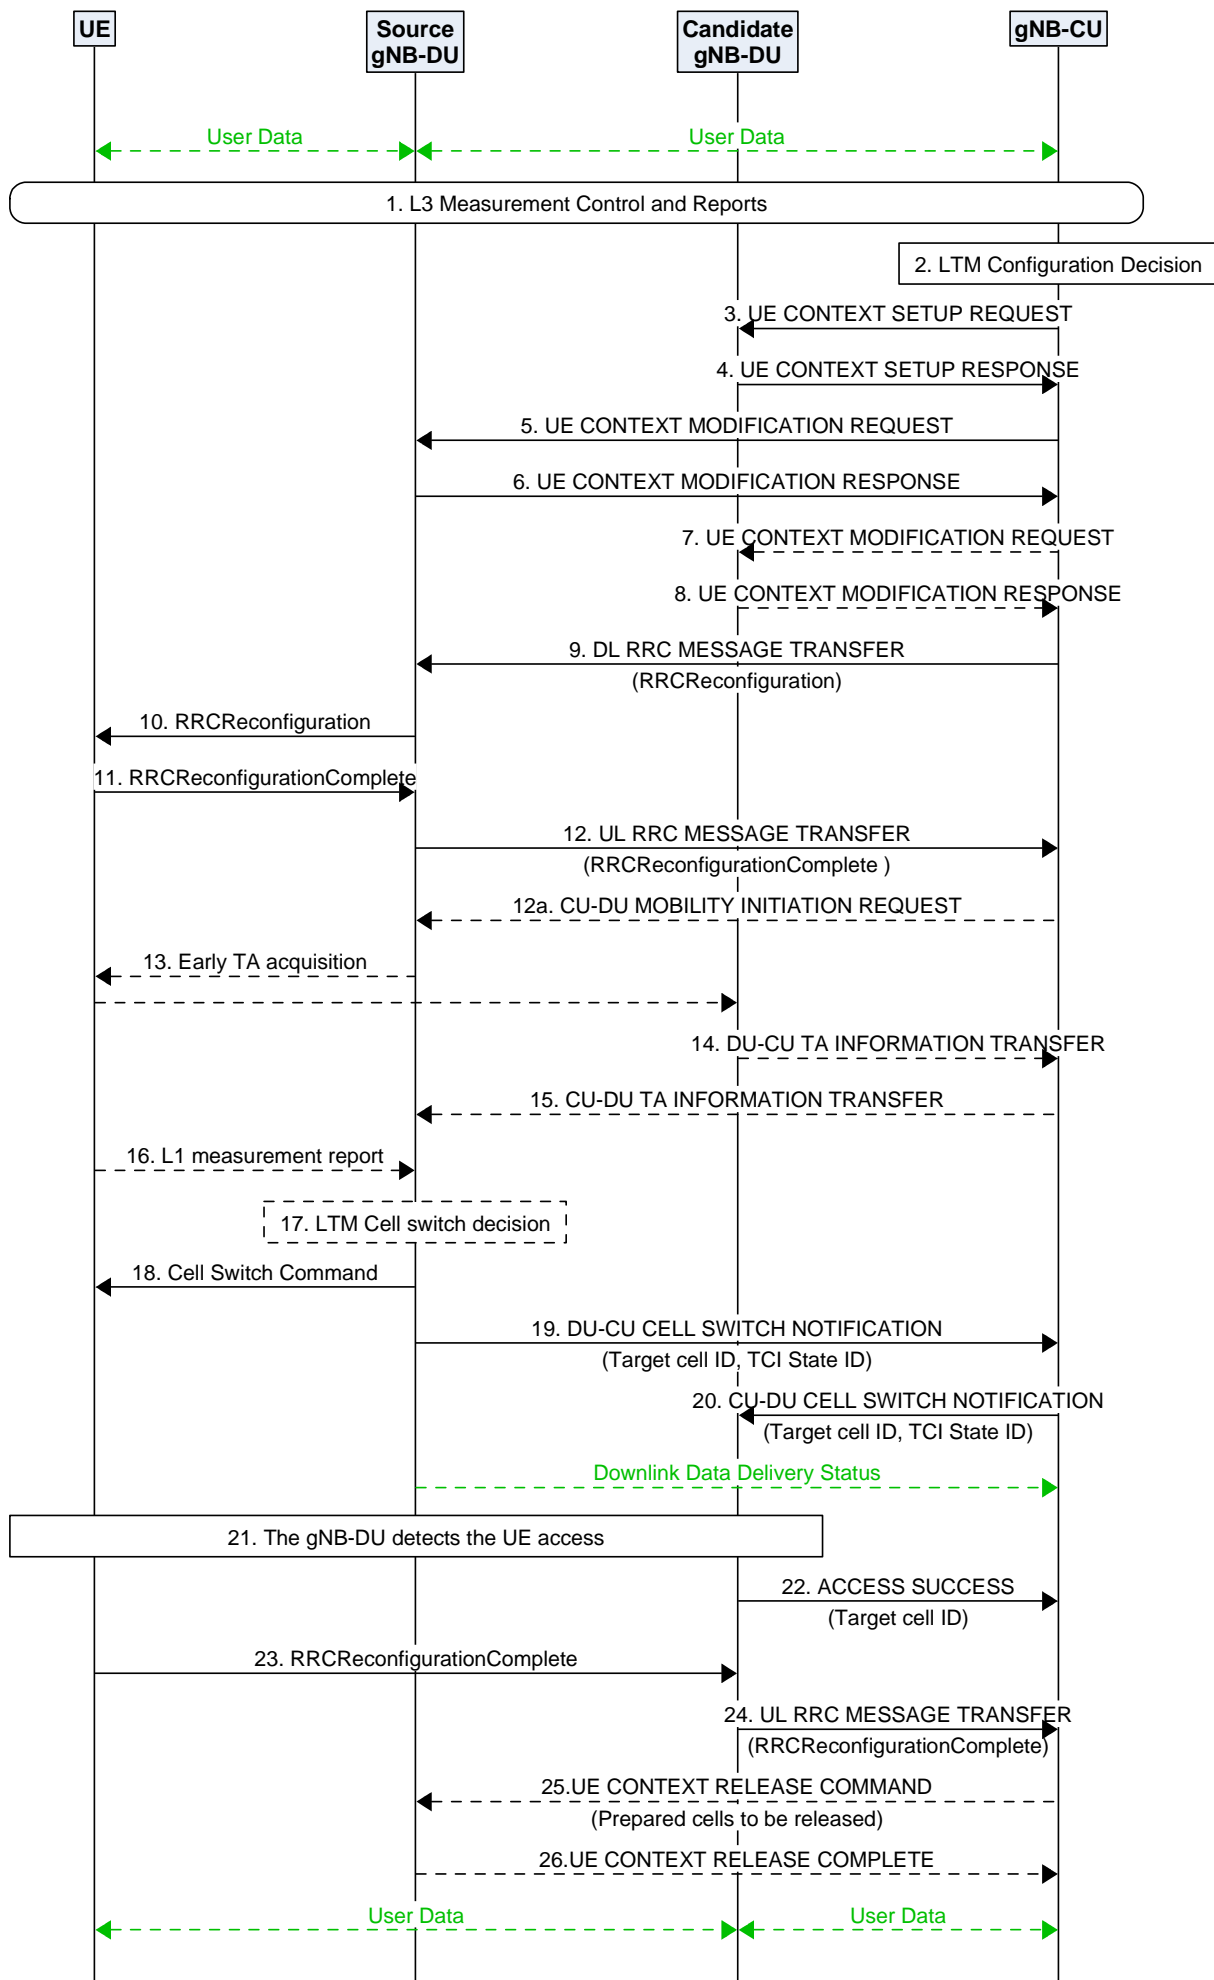 UE
Source
gNB-DU
Candidate
gNB-DU
gNB-CU
User Data
User Data
1. L3 Measurement Control and Reports
2. LTM Configuration Decision
3. UE CONTEXT SETUP REQUEST
4. UE CONTEXT SETUP RESPONSE
5. UE CONTEXT MODIFICATION REQUEST
6. UE CONTEXT MODIFICATION RESPONSE
7. UE CONTEXT MODIFICATION REQUEST
8. UE CONTEXT MODIFICATION RESPONSE
9. DL RRC MESSAGE TRANSFER
(RRCReconfiguration)
10. RRCReconfiguration
11. RRCReconfigurationComplete
12. UL RRC MESSAGE TRANSFER
(RRCReconfigurationComplete )
12a. CU-DU MOBILITY INITIATION REQUEST
13. Early TA acquisition
14. DU-CU TA INFORMATION TRANSFER
15. CU-DU TA INFORMATION TRANSFER
16. L1 measurement report
17. LTM Cell switch decision
18. Cell Switch Command
19. DU-CU CELL SWITCH NOTIFICATION
(Target cell ID, TCI State ID)
20. CU-DU CELL SWITCH NOTIFICATION
(Target cell ID, TCI State ID)
Downlink Data Delivery Status
21. The gNB-DU detects the UE access
22. ACCESS SUCCESS
(Target cell ID)
23. RRCReconfigurationComplete
24. UL RRC MESSAGE TRANSFER
(RRCReconfigurationComplete)
25.UE CONTEXT RELEASE COMMAND
(Prepared cells to be released)
26.UE CONTEXT RELEASE COMPLETE
User Data
User Data